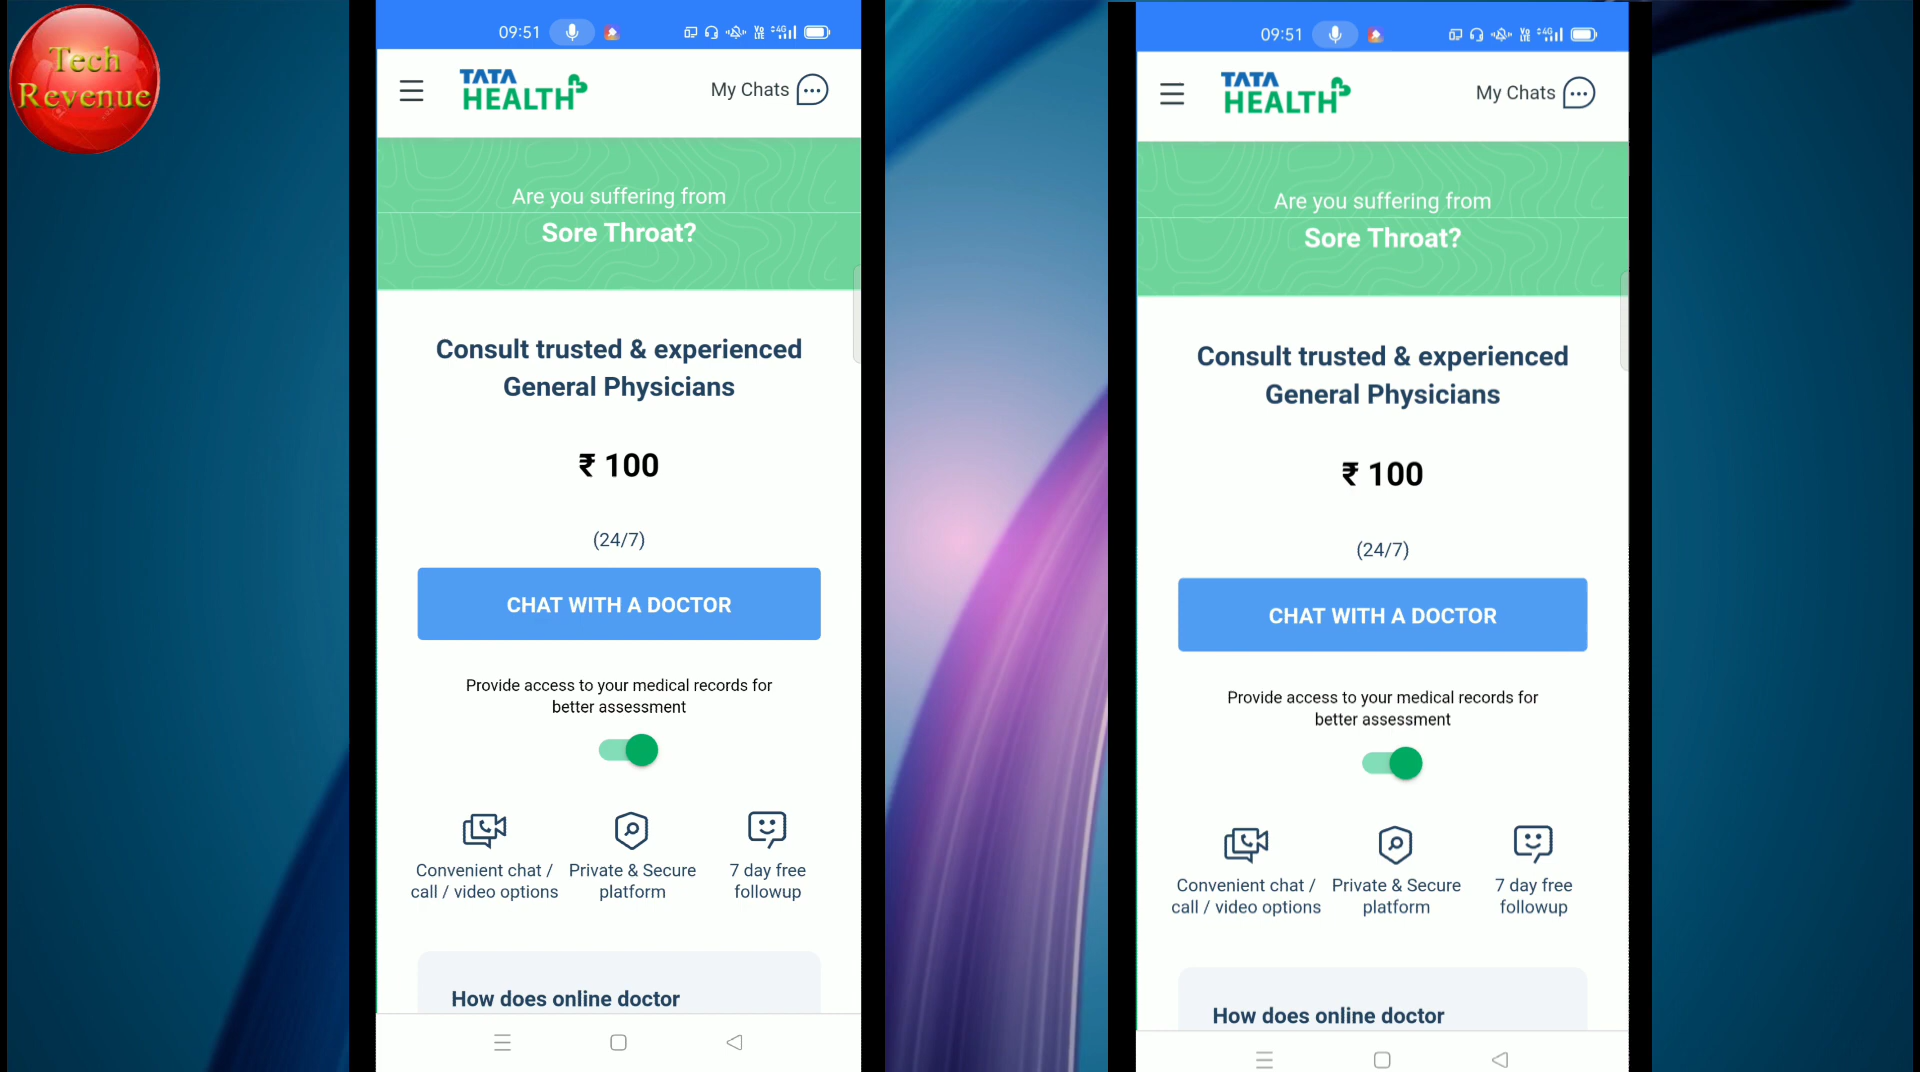 Tech
Revenue
09:51
TATA
HEALTH
My Chats
Are you suffering from
Sore Throat?
Consult trusted & experienced
General Physicians
₹ 100
(24/7)
CHAT WITH A DOCTOR
Provide access to your medical records for
better assessment
Convenient chat /
call / video options
Private & Secure
platform
7 day free
followup
How does online doctor
09:51
TATA
HEALTH
My Chats
Are you suffering from
Sore Throat?
Consult trusted & experienced
General Physicians
₹ 100
(24/7)
CHAT WITH A DOCTOR
Provide access to your medical records for
better assessment
Convenient chat /
call / video options
Private & Secure
platform
7 day free
followup
How does online doctor